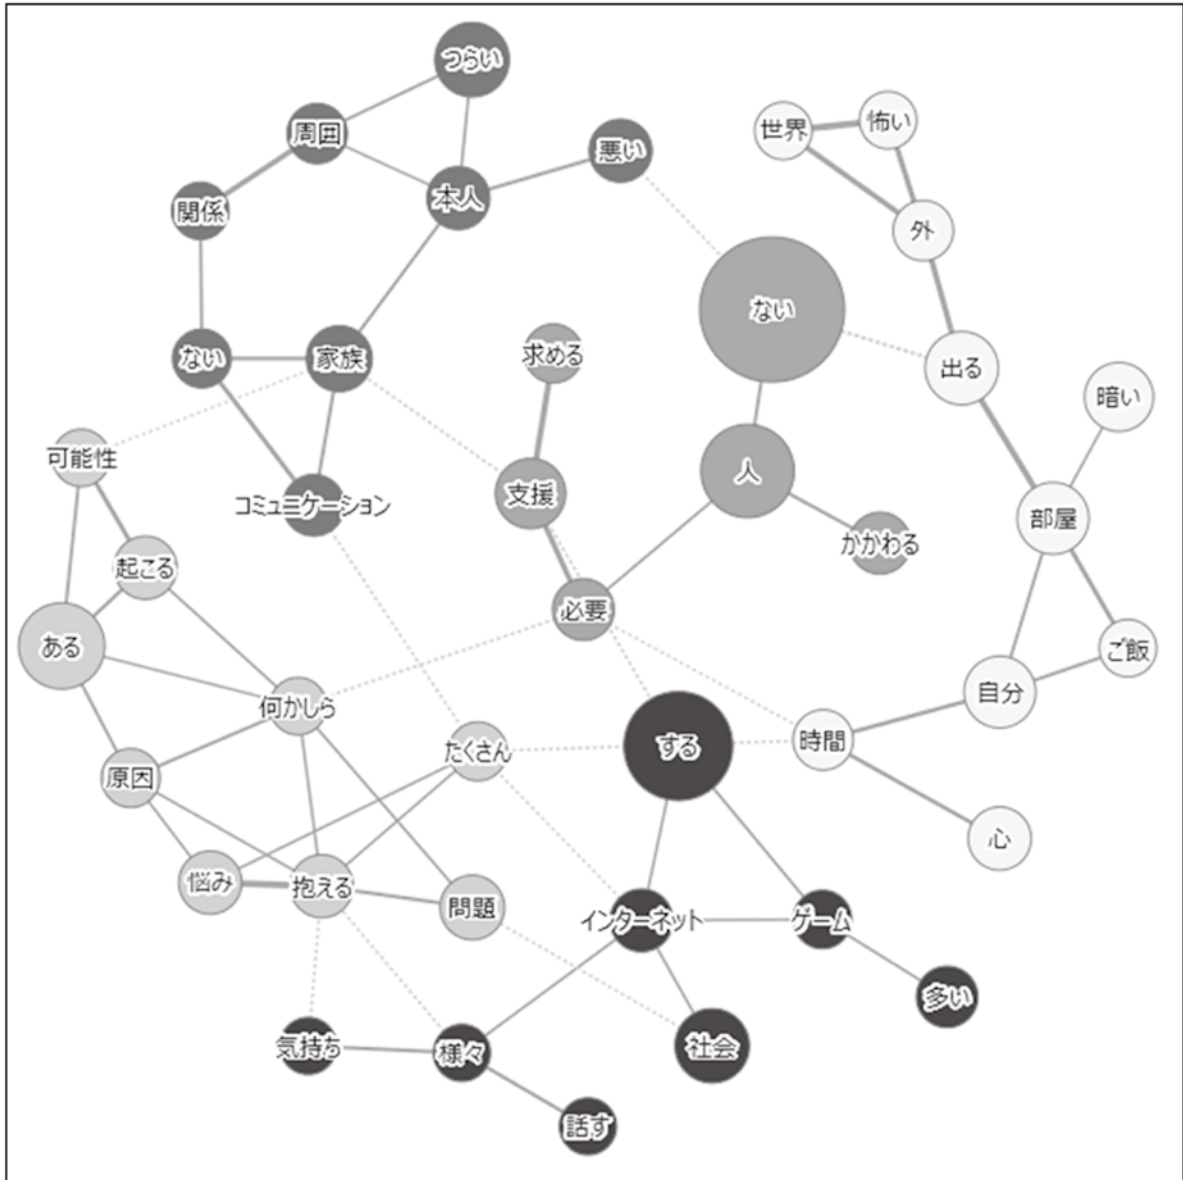 つらい
世界
怖い
周囲
悪い
本人
関係
外
ない
求める
ない
家族
出る
暗い
可能性
人
支援
コミュニケーション
部屋
かかわる
起こる
必要
ある
ご飯
自分
何かしら
時間
する
たくさん
原因
心
悩み
抱える
問題
インターネット
ゲーム
多い
気持ち
様々
社会
話す